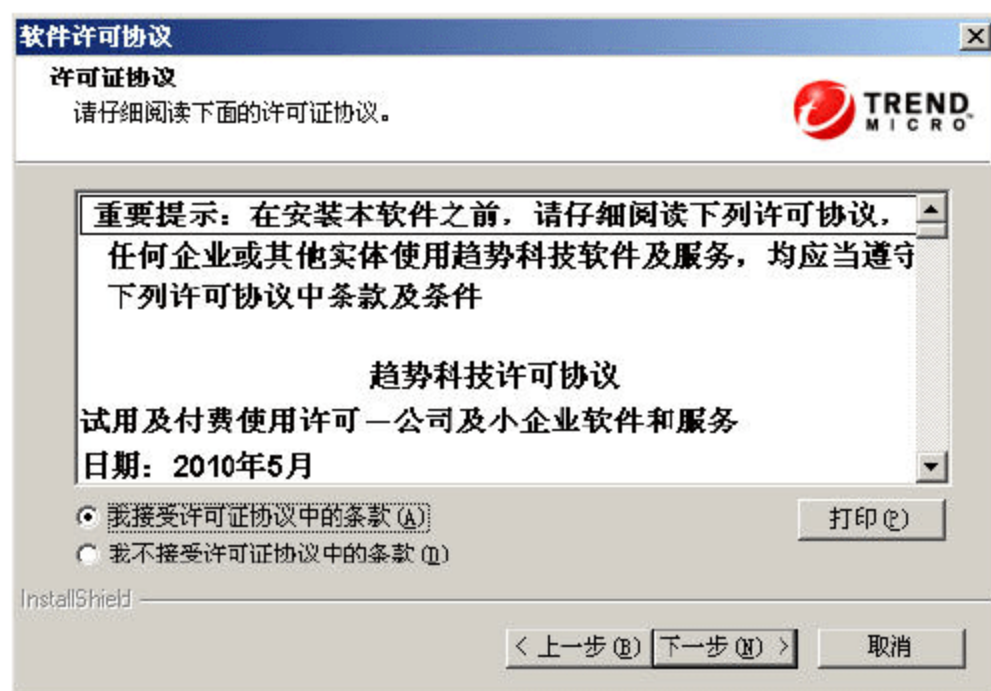 软件许可协议
许可证协议
请仔细阅读下面的许可证协议。
TREND
MICRO
重要提示：在安装本软件之前，请仔细阅读下列许可协议，
任何企业或其他实体使用趋势科技软件及服务，均应当遵守
下列许可协议中条款及条件
趋势科技许可协议
试用及付费使用许可—公司及小企业软件和服务
日期：2010年5月
我接受许可证协议中的条款(A)
打印(P)
我不接受许可证协议中的条款(D)
InstallShield
< 上一步(B)
下一步(N) >
取消